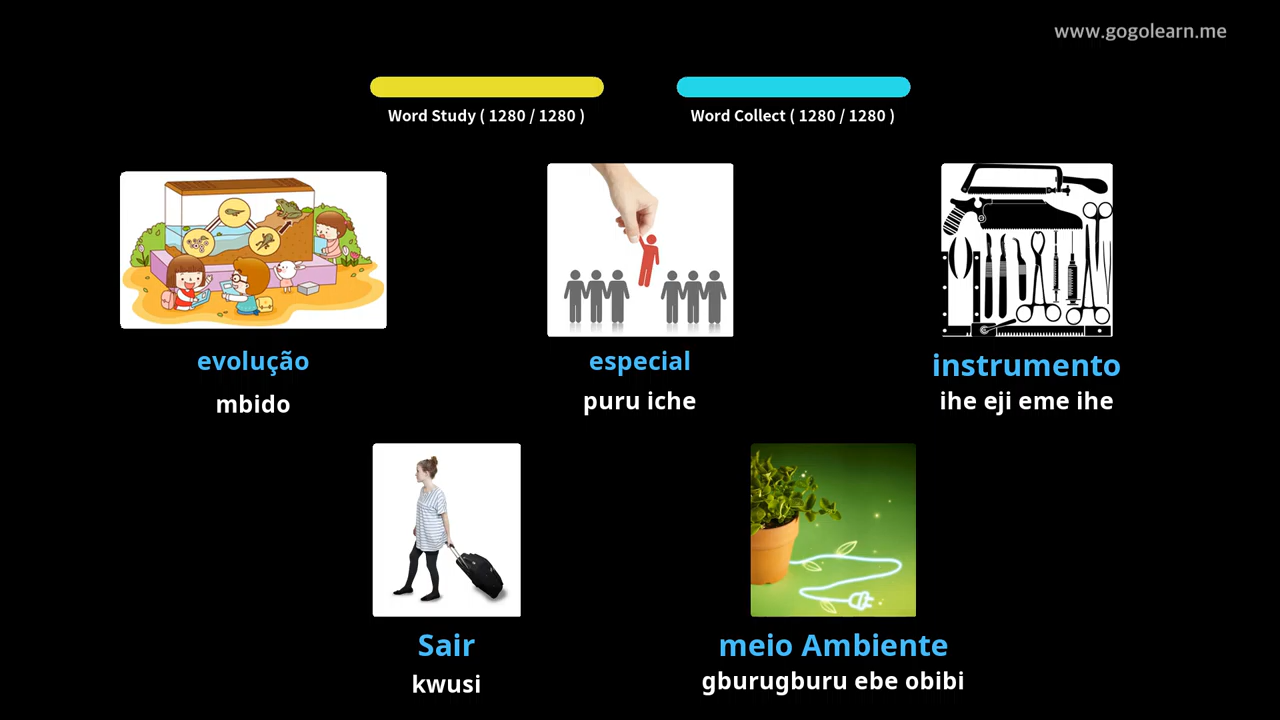 www.gogolearn.me
Word Study ( 1280 / 1280 )
Word Collect ( 1280 / 1280 )
evolução
mbido
especial
puru iche
instrumento
ihe eji eme ihe
Sair
kwusi
meio Ambiente
gburugburu ebe obibi